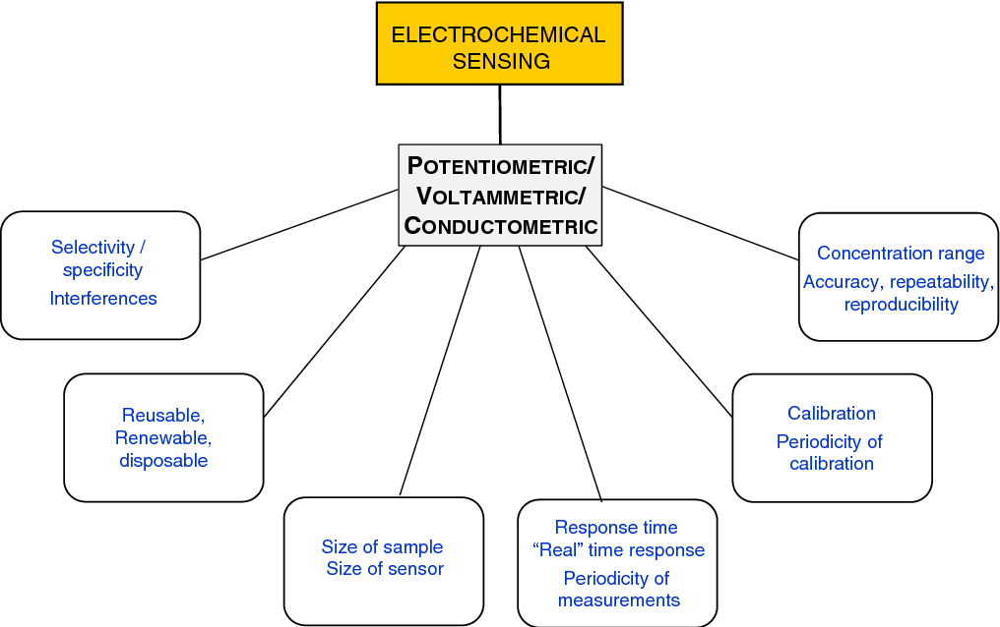 ELECTROCHEMICAL
SENSING
POTENTIOMETRIC/
VOLTAMMETRIC/
CONDUCTOMETRIC
Selectivity /
specificity
Interferences
Concentration range
Accuracy, repeatability,
reproducibility
Reusable,
Renewable,
disposable
Calibration
Periodicity of
calibration
Size of sample
Size of sensor
Response time
“Real” time response
Periodicity of
measurements